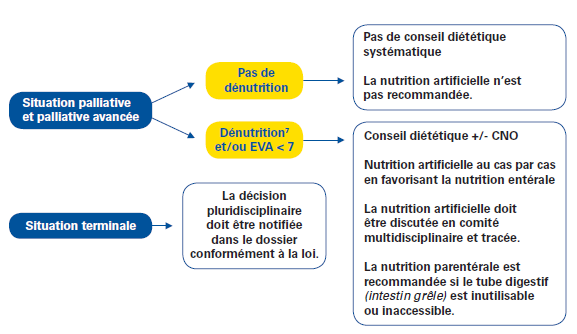 Situation palliative
et palliative avancée
Pas de
dénutrition
Pas de conseil diététique
systématique
La nutrition artificielle n'est
pas recommandée.
Dénutrition⁷
et/ou EVA < 7
Conseil diététique +/- CNO
Nutrition artificielle au cas par cas
en favorisant la nutrition entérale
La nutrition artificielle doit
être discutée en comité
multidisciplinaire et tracée.
La nutrition parentérale est
recommandée si le tube digestif
(intestin grêle) est inutilisable
ou inaccessible.
Situation terminale
La décision
pluridisciplinaire
doit être notifiée
dans le dossier
conformément à la loi.